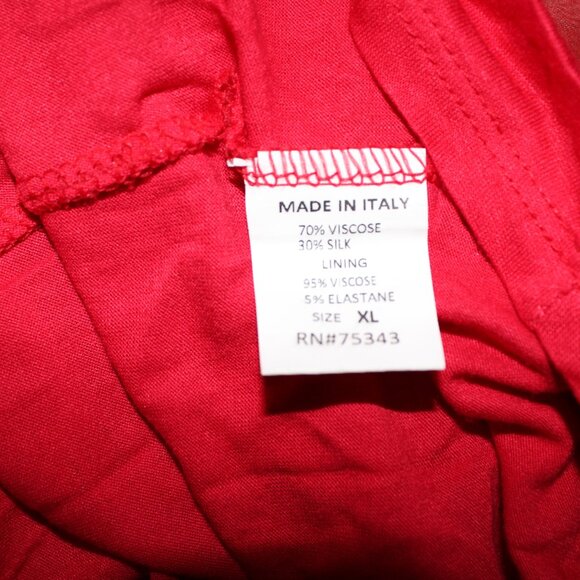 MADE IN ITALY
70% VISCOSE
30% SILK
LINING
95% VISCOSE
5% ELASTANE
SIZE XL
RN#75343